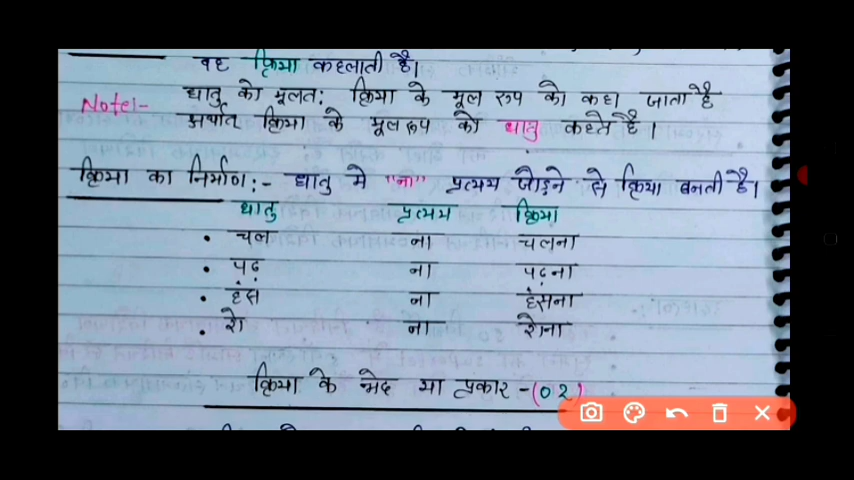 वह क्रिया कहलाती है।
Note:- धातु को मूलत: क्रिया के मूल रूप को कहा जाता है
अर्थात क्रिया के मूल रूप को धातु कहते है।
क्रिया का निर्माण:- धातु मे "ना" प्रत्यय जोड़ने से क्रिया बनती है।
धातु प्रत्यय क्रिया
• चल ना चलना
• पढ़ ना पढ़ना
• हंस ना हंसना
• रो ना रोना
क्रिया के भेद या प्रकार -(02)